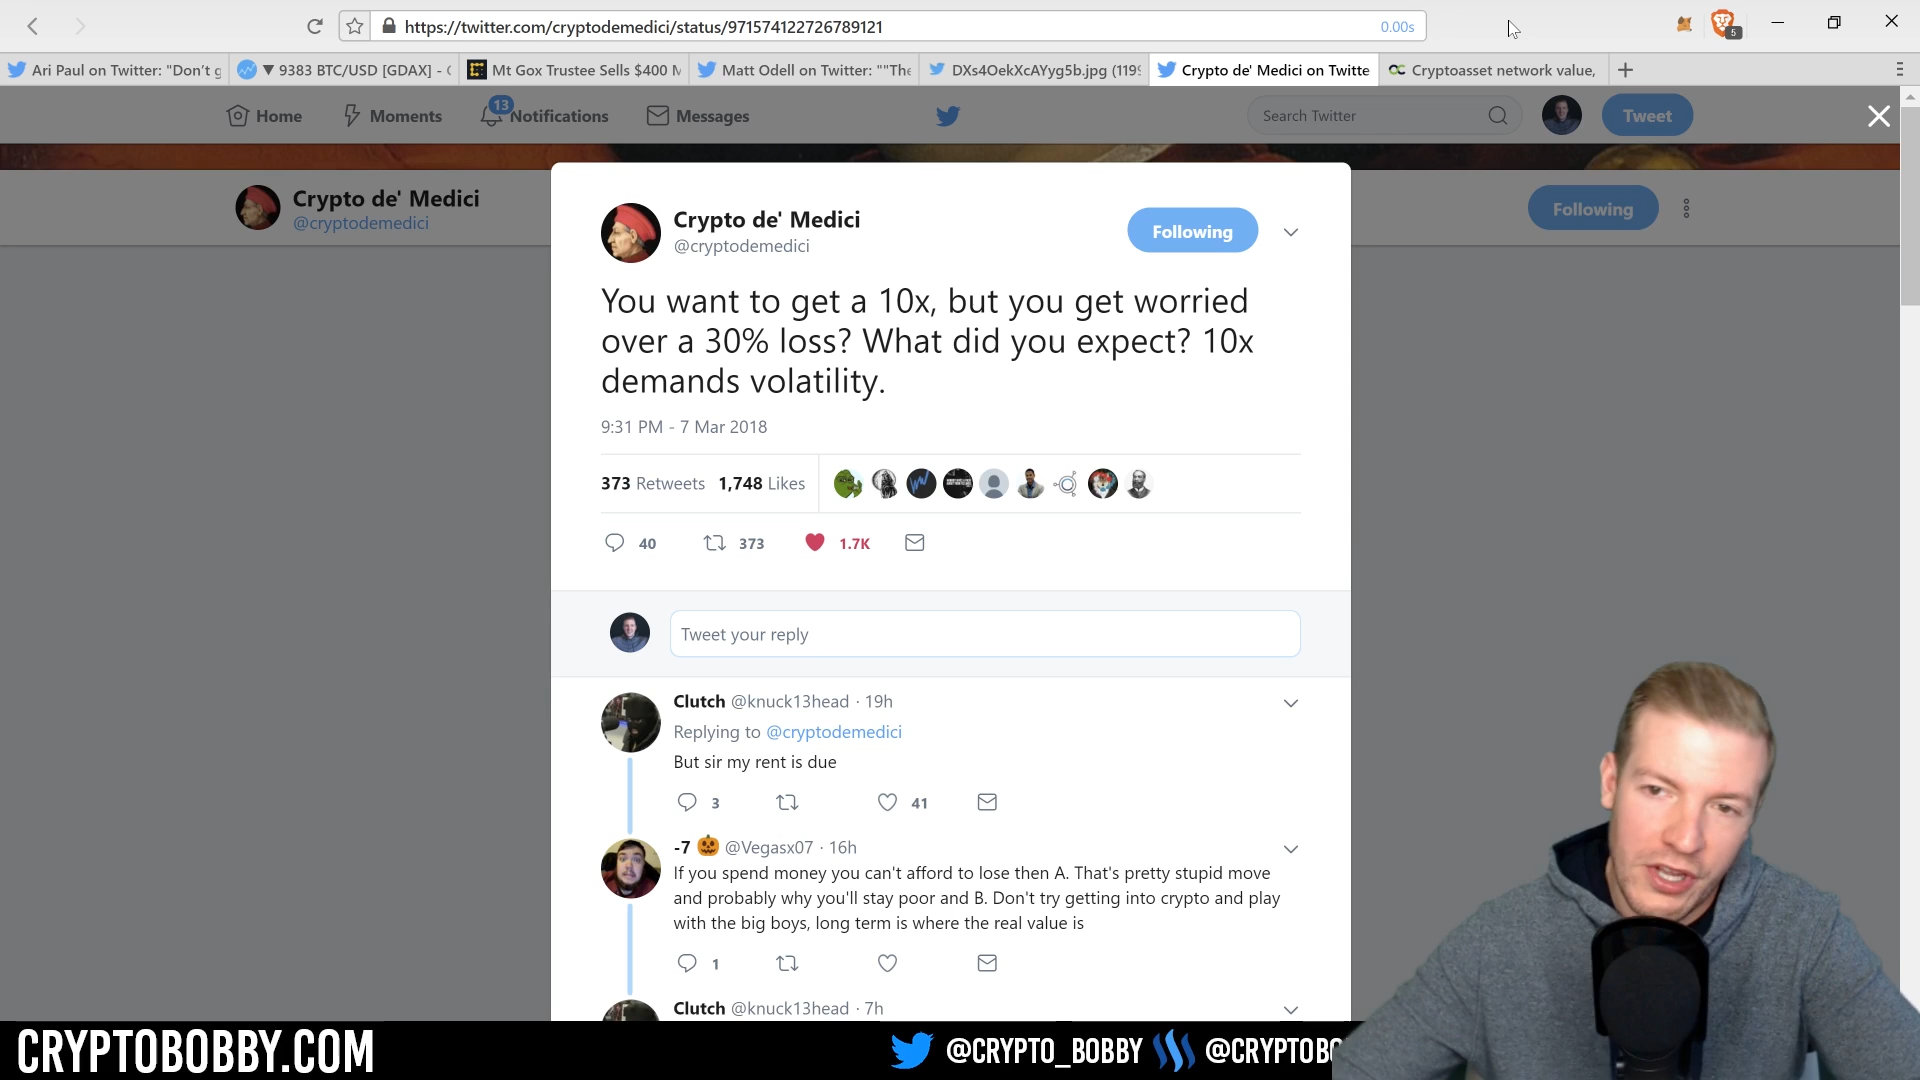 https://twitter.com/cryptodemedici/status/971574122726789121
0.00s
5
Ari Paul on Twitter: "Don't g
▼ 9383 BTC/USD [GDAX] -
Mt Gox Trustee Sells $400 M
Matt Odell on Twitter: ""The
DXs4OekXcAYyg5b.jpg (119
Crypto de' Medici on Twitte
Cryptoasset network value,
Home
Moments
13
Notifications
Messages
Search Twitter
Tweet
Crypto de' Medici
@cryptodemedici
Following
Crypto de' Medici
@cryptodemedici
Following
You want to get a 10x, but you get worried
over a 30% loss? What did you expect? 10x
demands volatility.
9:31 PM - 7 Mar 2018
373 Retweets 1,748 Likes
40 373 1.7K
Tweet your reply
Clutch @knuck13head · 19h
Replying to @cryptodemedici
But sir my rent is due
3 41
-7 🎃 @Vegasx07 · 16h
If you spend money you can't afford to lose then A. That's pretty stupid move
and probably why you'll stay poor and B. Don't try getting into crypto and play
with the big boys, long term is where the real value is
1
Clutch @knuck13head · 7h
CRYPTOBOBBY.COM
@CRYPTO_BOBBY
@CRYPTOBO